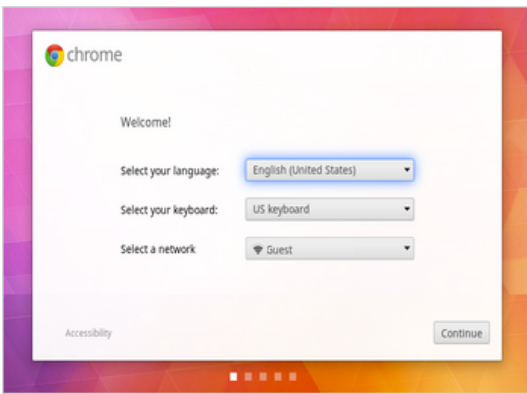 chrome
Welcome!
Select your language: English (United States)
Select your keyboard: US keyboard
Select a network Guest
Accessibility Continue